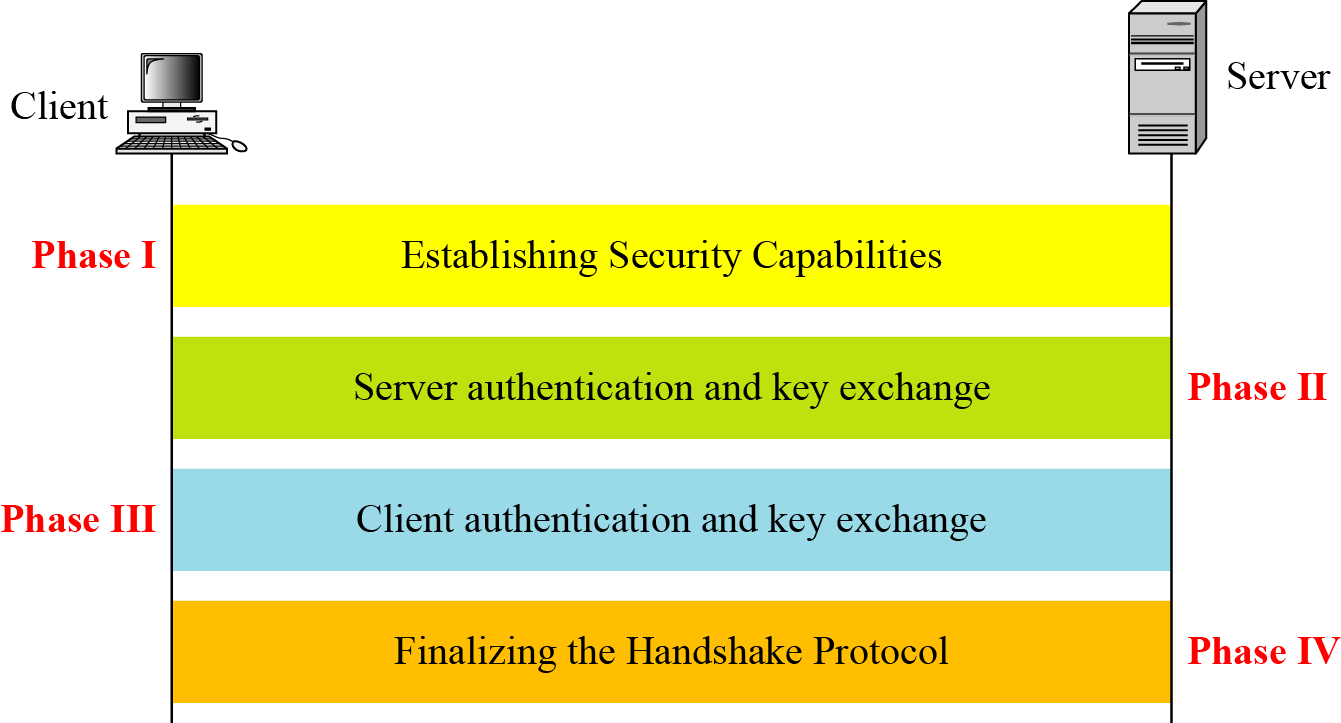 Client
Server
Phase I
Establishing Security Capabilities
Server authentication and key exchange
Phase II
Phase III
Client authentication and key exchange
Finalizing the Handshake Protocol
Phase IV